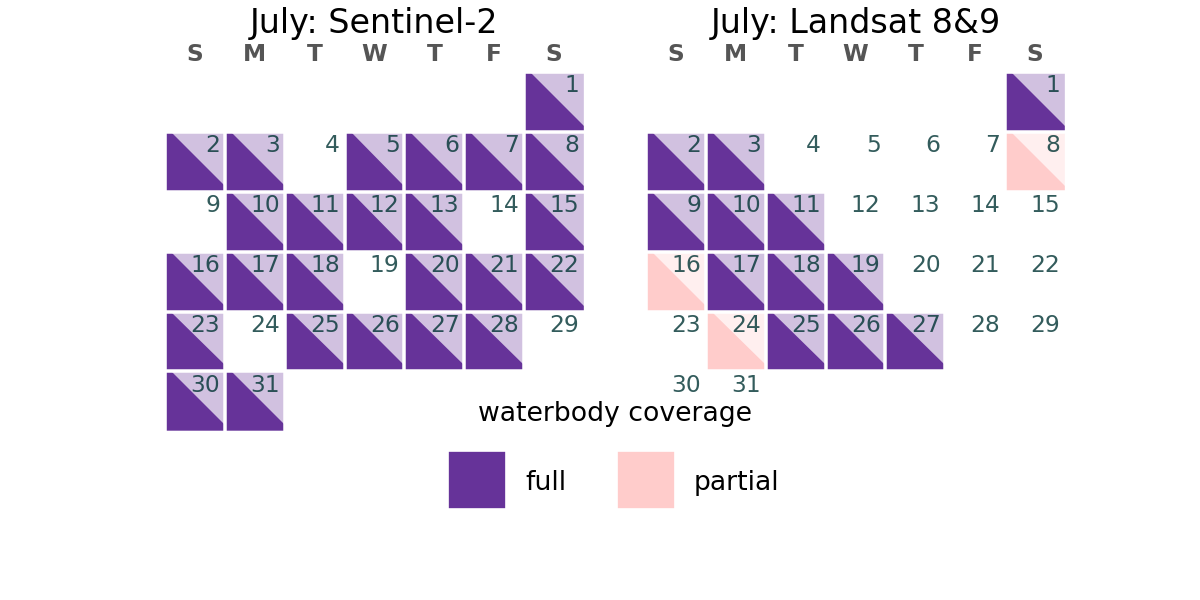 July: Sentinel-2
S M T W T F S
1
2 3 4 5 6 7 8
9 10 11 12 13 14 15
16 17 18 19 20 21 22
23 24 25 26 27 28 29
30 31
July: Landsat 8&9
S M T W T F S
1
2 3 4 5 6 7 8
9 10 11 12 13 14 15
16 17 18 19 20 21 22
23 24 25 26 27 28 29
30 31
waterbody coverage
full partial